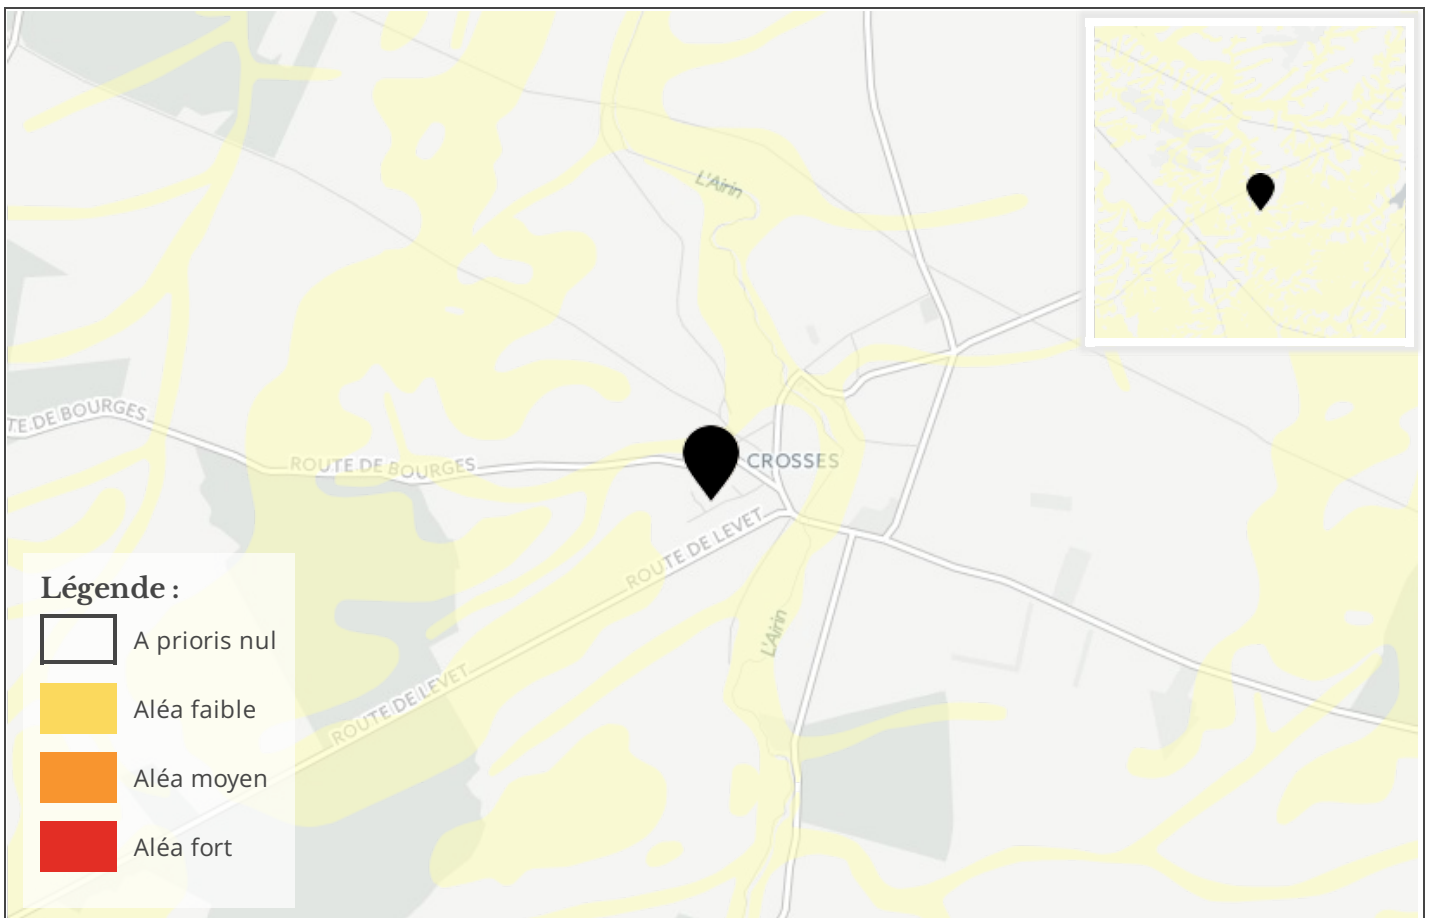 L'Airin
TE.DE BOURGES
ROUTE DE BOURGES
CROSSES
ROUTE DE LEVET
L'Airin
ROUTE DE LEVET
Légende :
A prioris nul
Aléa faible
Aléa moyen
Aléa fort